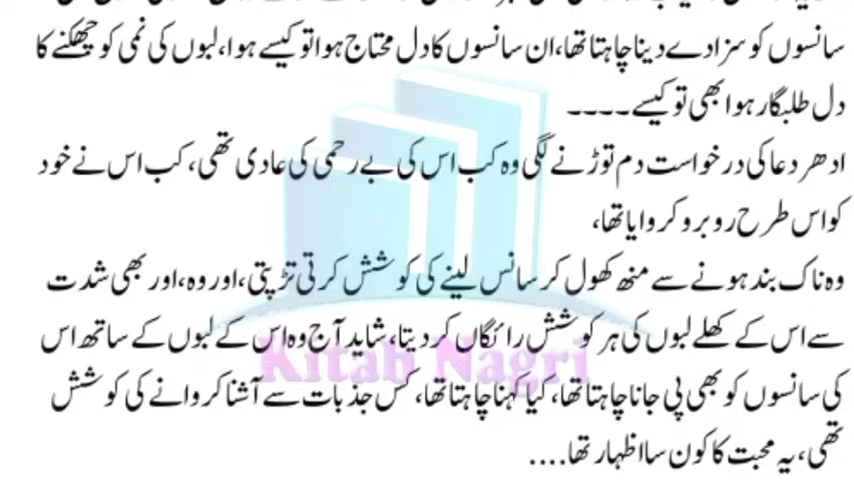 سانسوں کو سزا دے دینا چاہتا تھا، ان سانسوں کا دل محتاج ہوا تو کیسے ہوا، لبوں کی نمی کو چھکنے کا
دل طلبگار ہوا بھی تو کیسے ۔۔۔۔
ادھر دعا کی درخواست دم توڑنے لگی وہ کب اس کی بے رحمی کی عادی تھی، کب اس نے خود
کو اس طرح روبرو کروایا تھا،
وہ ناک بند ہونے سے منھ کھول کر سانس لینے کی کوشش کرتی تڑپتی، اور وہ، اور بھی شدت
سے اس کے کھلے لبوں کی ہر کوشش رائگاں کر دیتا، شاید آج وہ اس کے لبوں کے ساتھ اس
Kitab Nagri
کی سانسوں کو بھی پی جانا چاہتا تھا، کیا کہنا چاہتا تھا، کس جذبات سے آشنا کروانے کی کوشش
تھی، یہ محبت کا کون سا اظہار تھا ....